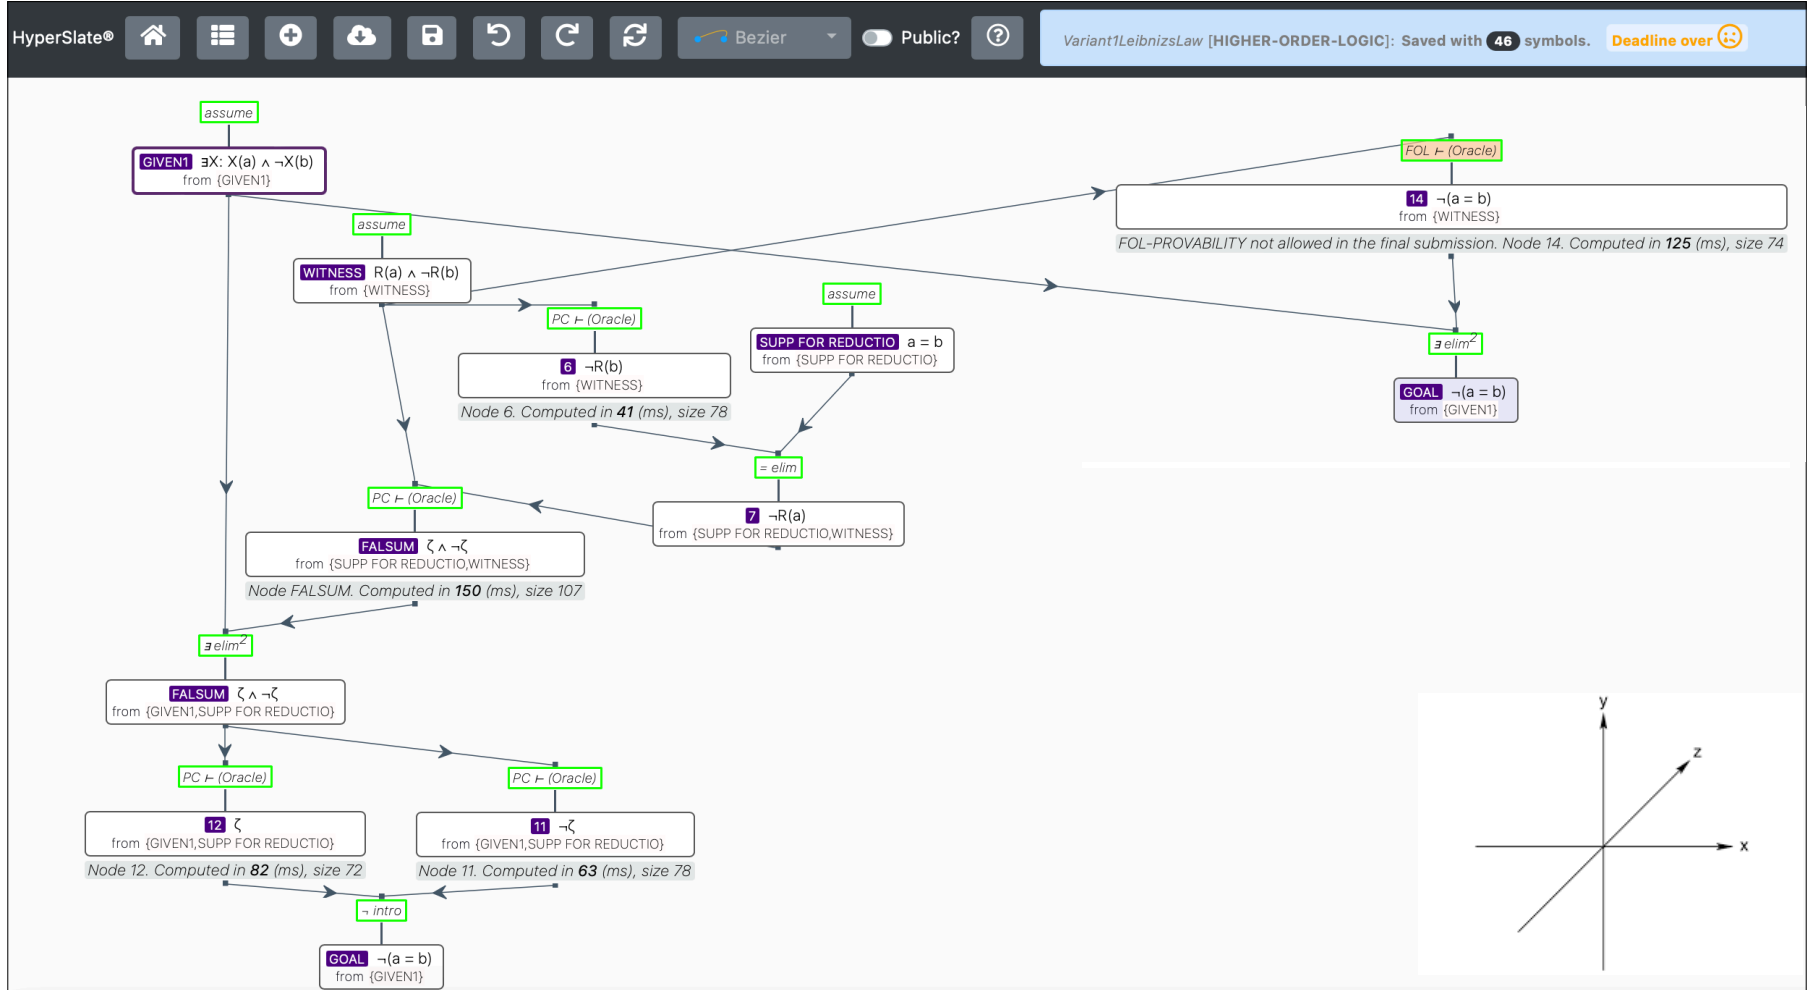 HyperSlate® Bezier Public? Variant1LeibnizsLaw [HIGHER-ORDER-LOGIC]: Saved with 46 symbols. Deadline over
assume
GIVEN1 ∃X: X(a) ∧ ¬X(b)
from {GIVEN1}
assume
WITNESS R(a) ∧ ¬R(b)
from {WITNESS}
PC ⊢ (Oracle)
6 ¬R(b)
from {WITNESS}
Node 6. Computed in 41 (ms), size 78
assume
SUPP FOR REDUCTIO a = b
from {SUPP FOR REDUCTIO}
= elim
7 ¬R(a)
from {SUPP FOR REDUCTIO,WITNESS}
PC ⊢ (Oracle)
FALSUM ζ ∧ ¬ζ
from {SUPP FOR REDUCTIO,WITNESS}
Node FALSUM. Computed in 150 (ms), size 107
∃ elim²
FALSUM ζ ∧ ¬ζ
from {GIVEN1,SUPP FOR REDUCTIO}
PC ⊢ (Oracle)
12 ζ
from {GIVEN1,SUPP FOR REDUCTIO}
Node 12. Computed in 82 (ms), size 72
PC ⊢ (Oracle)
11 ¬ζ
from {GIVEN1,SUPP FOR REDUCTIO}
Node 11. Computed in 63 (ms), size 78
¬ intro
GOAL ¬(a = b)
from {GIVEN1}
FOL ⊢ (Oracle)
14 ¬(a = b)
from {WITNESS}
FOL-PROVABILITY not allowed in the final submission. Node 14. Computed in 125 (ms), size 74
∃ elim²
GOAL ¬(a = b)
from {GIVEN1}
y
z
x